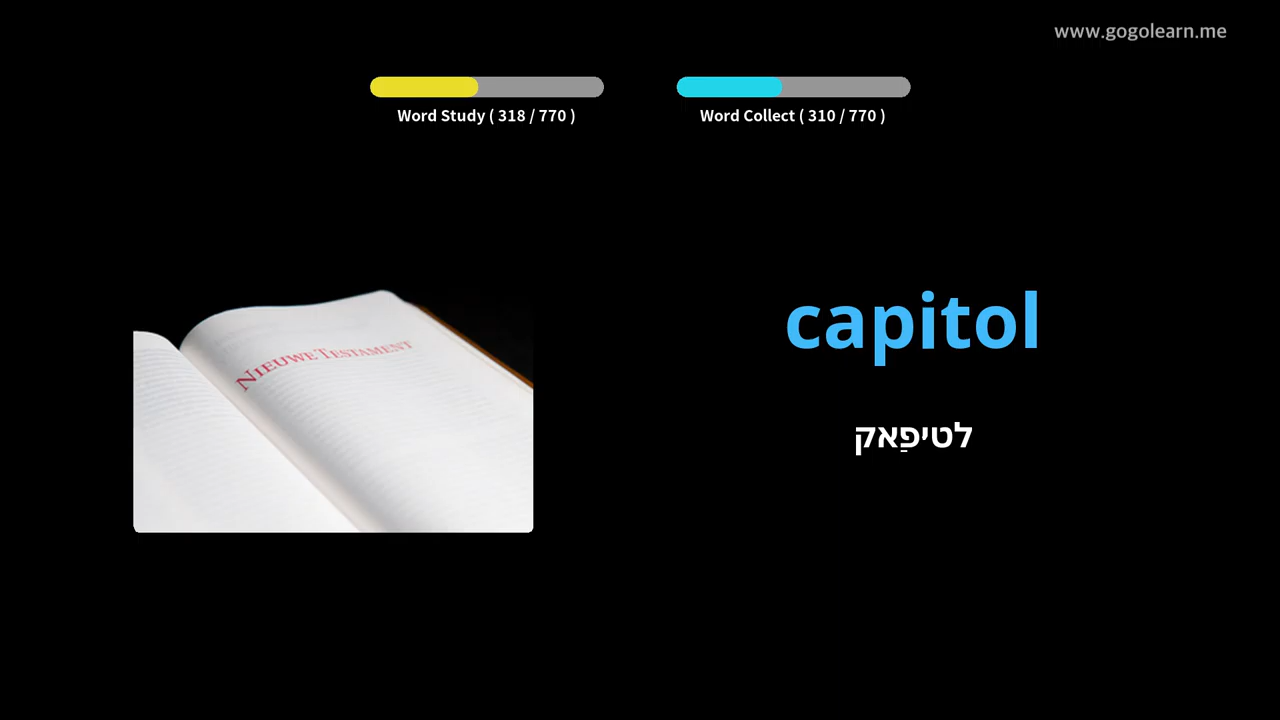 www.gogolearn.me
Word Study ( 318 / 770 )
Word Collect ( 310 / 770 )
NIEUWE TESTAMENT
capitol
לטיפַאק